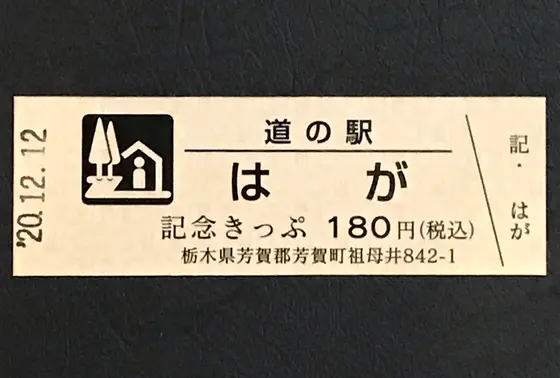 '20.12.12
道の駅
はが
記念きっぷ 180円(税込)
栃木県芳賀郡芳賀町祖母井842-1
記・はが